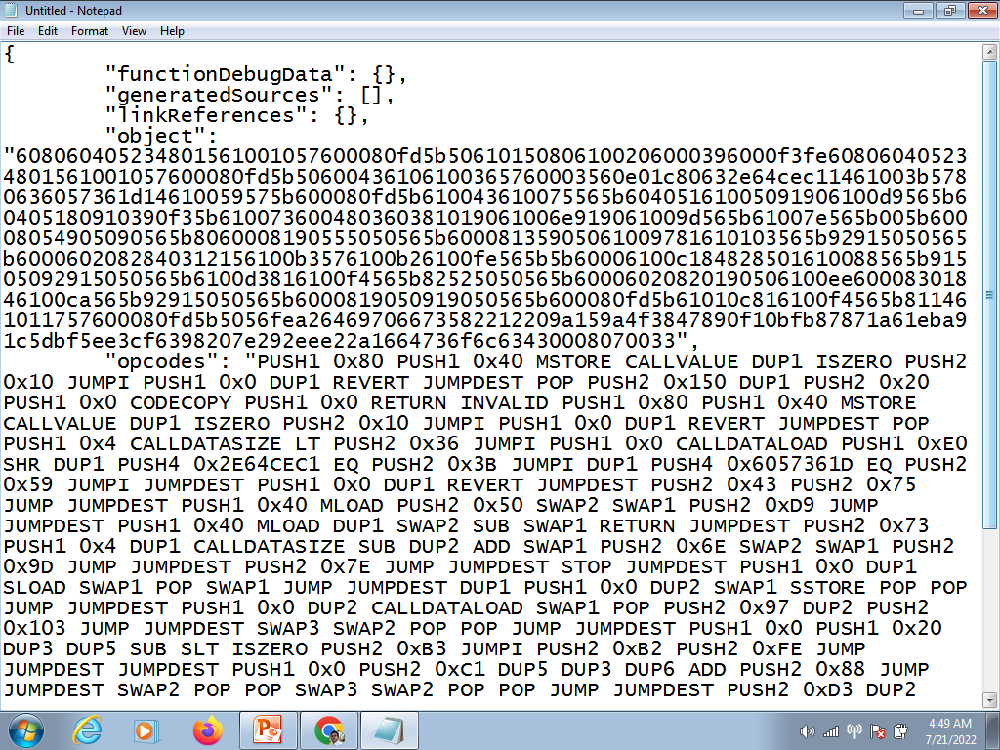 Untitled - Notepad
File Edit Format View Help
{
"functionDebugData": {},
"generatedSources": [],
"linkReferences": {},
"object":
"608060405234801561001057600080fd5b50610150806100206000396000f3fe60806040523
4801561001057600080fd5b50600436106100365760003560e01c80632e64cec11461003b578
0636057361d14610059575b600080fd5b610043610075565b60405161005091906100d9565b6
0405180910390f35b610073600480360381019061006e919061009d565b61007e565b005b600
08054905090565b8060008190555050565b60008135905061009781610103565b92915050565
b6000602082840312156100b3576100b26100fe565b5b60006100c184828501610088565b915
05092915050565b6100d3816100f4565b82525050565b60006020820190506100ee600083018
46100ca565b92915050565b6000819050919050565b600080fd5b61010c816100f4565b81146
1011757600080fd5b5056fea26469706673582212209a159a4f3847890f10bfb87871a61eba9
1c5dbf5ee3cf6398207e292eee22a1664736f6c63430008070033",
"opcodes": "PUSH1 0x80 PUSH1 0x40 MSTORE CALLVALUE DUP1 ISZERO PUSH2
0x10 JUMPI PUSH1 0x0 DUP1 REVERT JUMPDEST POP PUSH2 0x150 DUP1 PUSH2 0x20
PUSH1 0x0 CODECOPY PUSH1 0x0 RETURN INVALID PUSH1 0x80 PUSH1 0x40 MSTORE
CALLVALUE DUP1 ISZERO PUSH2 0x10 JUMPI PUSH1 0x0 DUP1 REVERT JUMPDEST POP
PUSH1 0x4 CALLDATASIZE LT PUSH2 0x36 JUMPI PUSH1 0x0 CALLDATALOAD PUSH1 0xE0
SHR DUP1 PUSH4 0x2E64CEC1 EQ PUSH2 0x3B JUMPI DUP1 PUSH4 0x6057361D EQ PUSH2
0x59 JUMPI JUMPDEST PUSH1 0x0 DUP1 REVERT JUMPDEST PUSH2 0x43 PUSH2 0x75
JUMP JUMPDEST PUSH1 0x40 MLOAD PUSH2 0x50 SWAP2 SWAP1 PUSH2 0xD9 JUMP
JUMPDEST PUSH1 0x40 MLOAD DUP1 SWAP2 SUB SWAP1 RETURN JUMPDEST PUSH2 0x73
PUSH1 0x4 DUP1 CALLDATASIZE SUB DUP2 ADD SWAP1 PUSH2 0x6E SWAP2 SWAP1 PUSH2
0x9D JUMP JUMPDEST PUSH2 0x7E JUMP JUMPDEST STOP JUMPDEST PUSH1 0x0 DUP1
SLOAD SWAP1 POP SWAP1 JUMP JUMPDEST DUP1 PUSH1 0x0 DUP2 SWAP1 SSTORE POP POP
JUMP JUMPDEST PUSH1 0x0 DUP2 CALLDATALOAD SWAP1 POP PUSH2 0x97 DUP2 PUSH2
0x103 JUMP JUMPDEST SWAP3 SWAP2 POP POP JUMP JUMPDEST PUSH1 0x0 PUSH1 0x20
DUP3 DUP5 SUB SLT ISZERO PUSH2 0xB3 JUMPI PUSH2 0xB2 PUSH2 0xFE JUMP
JUMPDEST JUMPDEST PUSH1 0x0 PUSH2 0xC1 DUP5 DUP3 DUP6 ADD PUSH2 0x88 JUMP
JUMPDEST SWAP2 POP POP SWAP3 SWAP2 POP POP JUMP JUMPDEST PUSH2 0xD3 DUP2
4:49 AM
7/21/2022